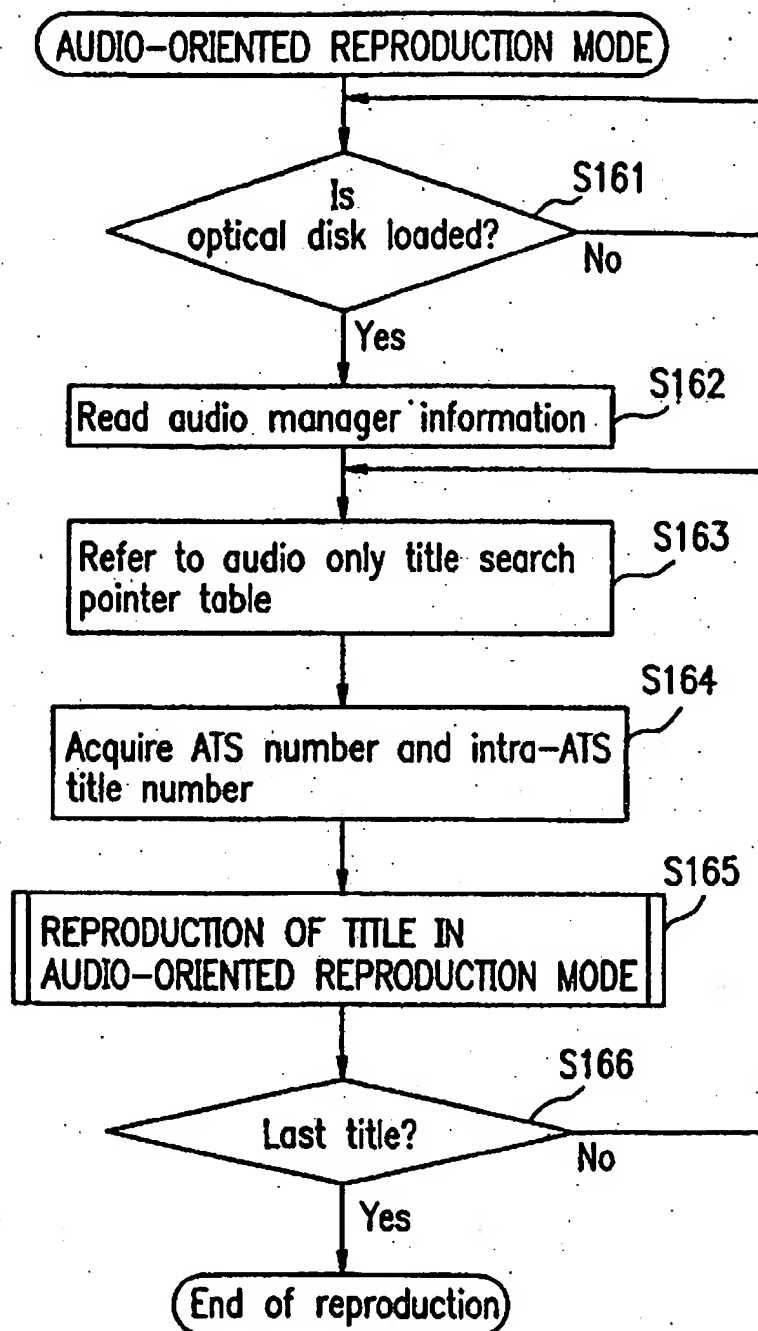 AUDIO-ORIENTED REPRODUCTION MODE
S161
Is
optical disk loaded?
No
Yes
S162
Read audio manager information
S163
Refer to audio only title search
pointer table
S164
Acquire ATS number and intra-ATS
title number
S165
REPRODUCTION OF TITLE IN
AUDIO-ORIENTED REPRODUCTION MODE
S166
Last title?
No
Yes
End of reproduction